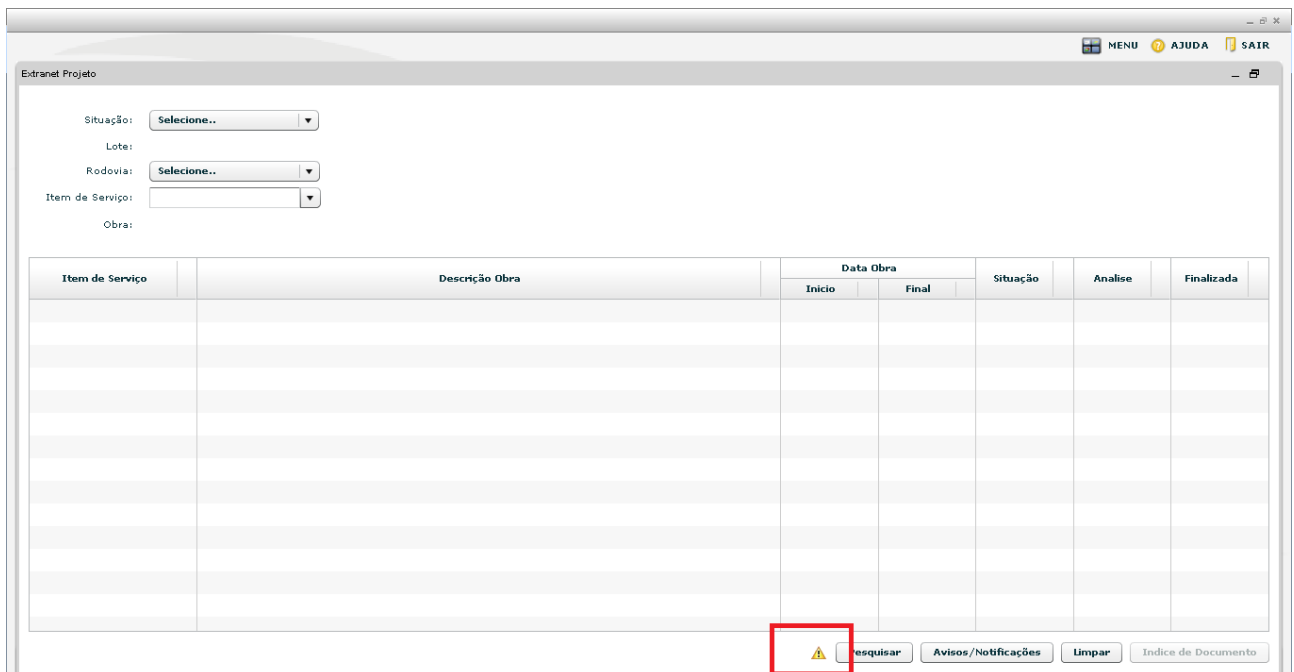 MENU AJUDA SAIR
Extranet Projeto
Situação: Selecione..
Lote:
Rodovia: Selecione..
Item de Serviço:
Obra:
Item de Serviço Descrição Obra Data Obra Situação Analise Finalizada
Inicio Final
Pesquisar Avisos/Notificações Limpar Indice de Documento